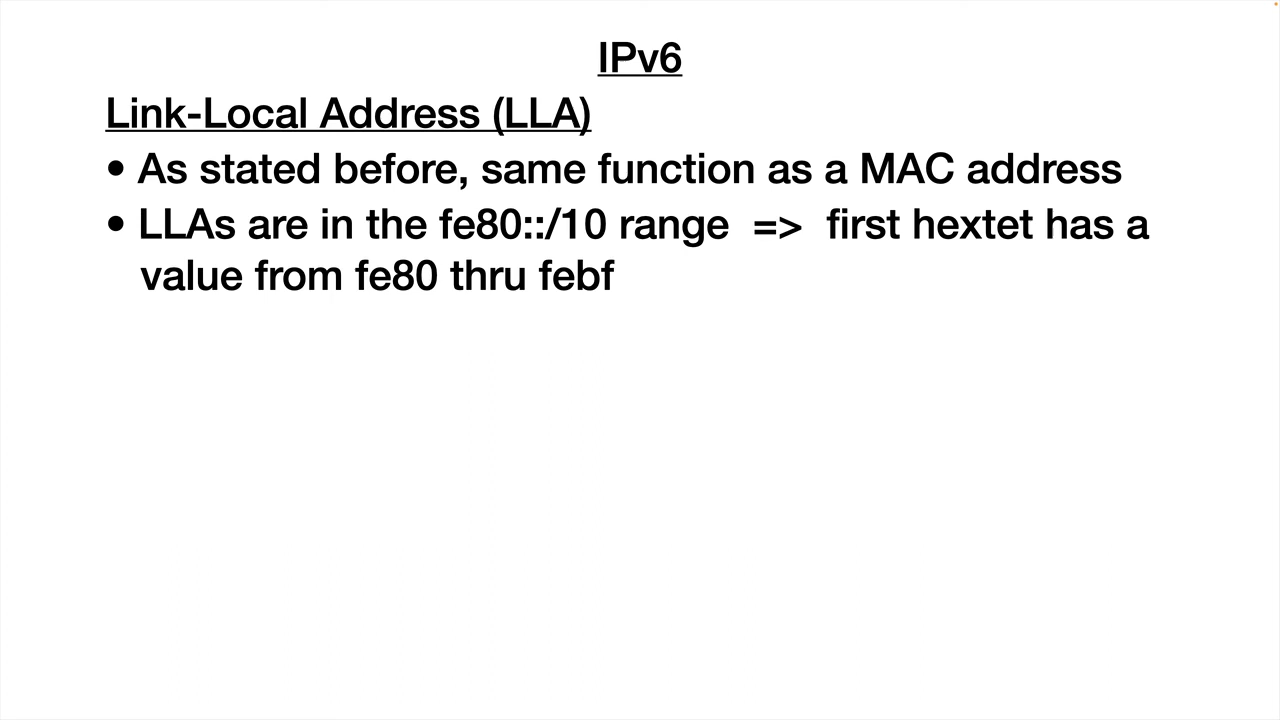 IPv6
Link-Local Address (LLA)
• As stated before, same function as a MAC address
• LLAs are in the fe80::/10 range => first hextet has a
value from fe80 thru febf